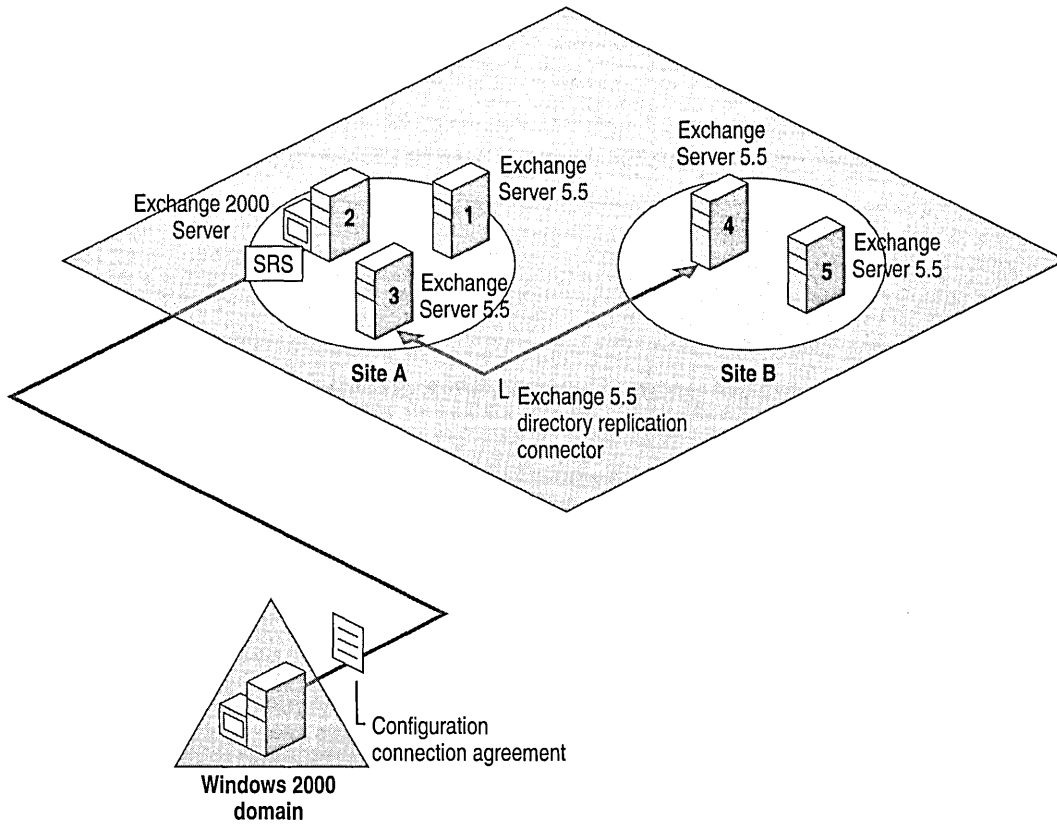 Exchange 2000
Server
SRS
2
Exchange
Server 5.5
1
3
Exchange
Server 5.5
Site A
Exchange
Server 5.5
4
5
Exchange
Server 5.5
Site B
Exchange 5.5
directory replication
connector
Configuration
connection agreement
Windows 2000
domain